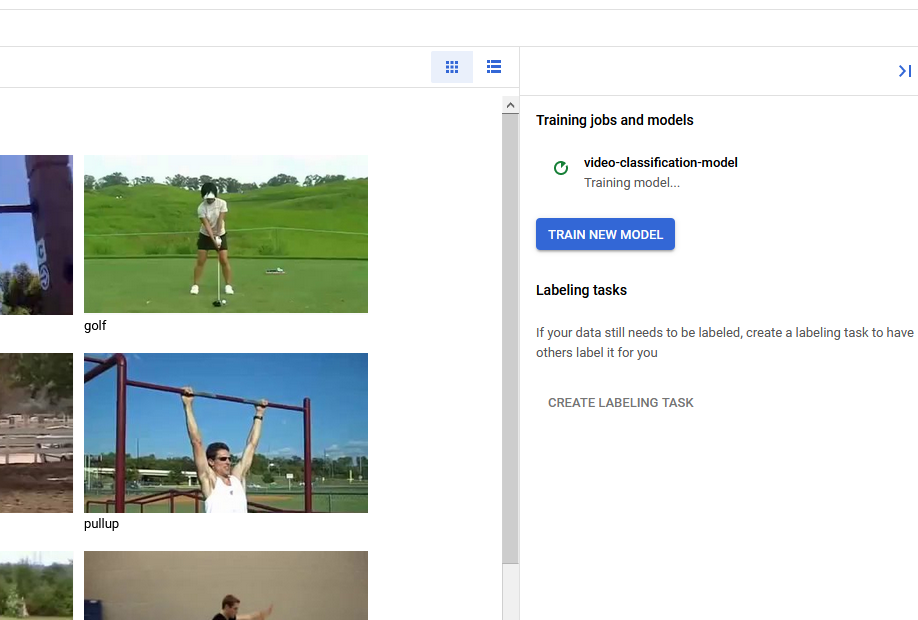 golf
pullup
Training jobs and models
video-classification-model
Training model...
TRAIN NEW MODEL
Labeling tasks
If your data still needs to be labeled, create a labeling task to have
others label it for you
CREATE LABELING TASK